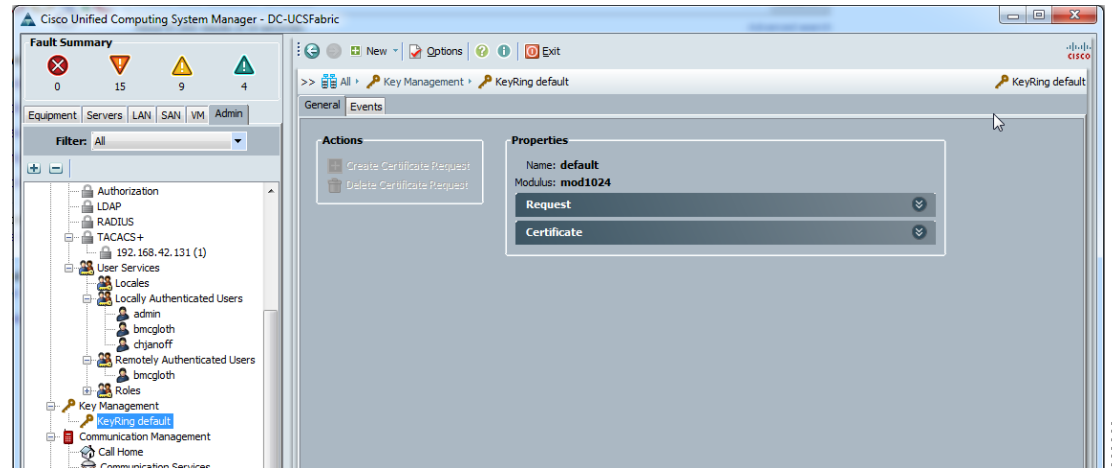 Cisco Unified Computing System Manager - DC-UCSFabric
Fault Summary
0 15 9 4
Equipment Servers LAN SAN VM Admin
Filter: All
Authorization
LDAP
RADIUS
TACACS+
192.168.42.131 (1)
User Services
Locales
Locally Authenticated Users
admin
bmcgloth
chjanoff
Remotely Authenticated Users
bmcgloth
Roles
Key Management
KeyRing default
Communication Management
Call Home
Communication Services
New Options Exit
CISCO
>> All Key Management KeyRing default
KeyRing default
General Events
Actions
Create Certificate Request
Delete Certificate Request
Properties
Name: default
Modulus: mod1024
Request
Certificate